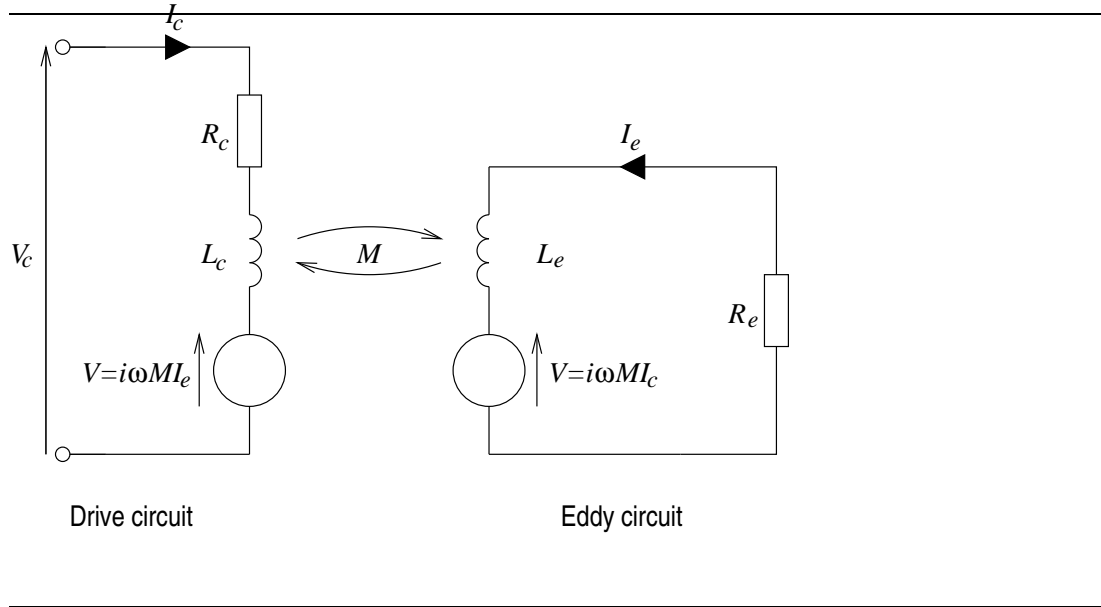 I_c
R_c
I_e
V_c
L_c
M
L_e
R_e
V=iωMI_e
V=iωMI_c
Drive circuit
Eddy circuit